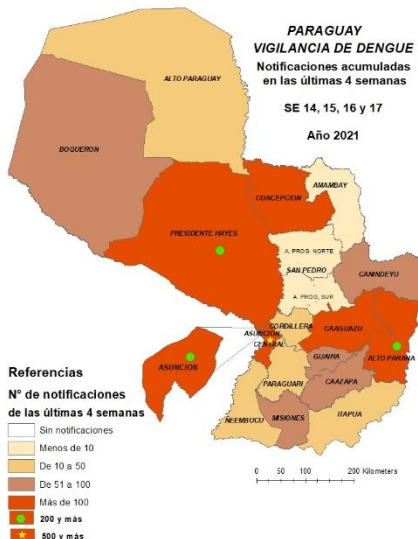 PARAGUAY
VIGILANCIA DE DENGUE
Notificaciones acumuladas
en las últimas 4 semanas
SE 14, 15, 16 y 17
Año 2021
ALTO PARAGUAY
BOQUERON
CONCEPCION
AMAMBAY
PRESIDENTE HAYES
A. PROG. NORTE
SAN PEDRO
CANINDEYU
A. PROG. SUR
ASUNCION
CORDILLERA
CENTRAL
CAAGUAZU
ALTO PARANA
GUAIRA
ASUNCION
PARAGUARI
CAAZAPA
ÑEEMBUCU
MISIONES
ITAPUA
Referencias
N° de notificaciones
de las últimas 4 semanas
Sin notificaciones
Menos de 10
De 10 a 50
De 51 a 100
Más de 100
200 y más
500 y más
0 50 100 200 Kilometers